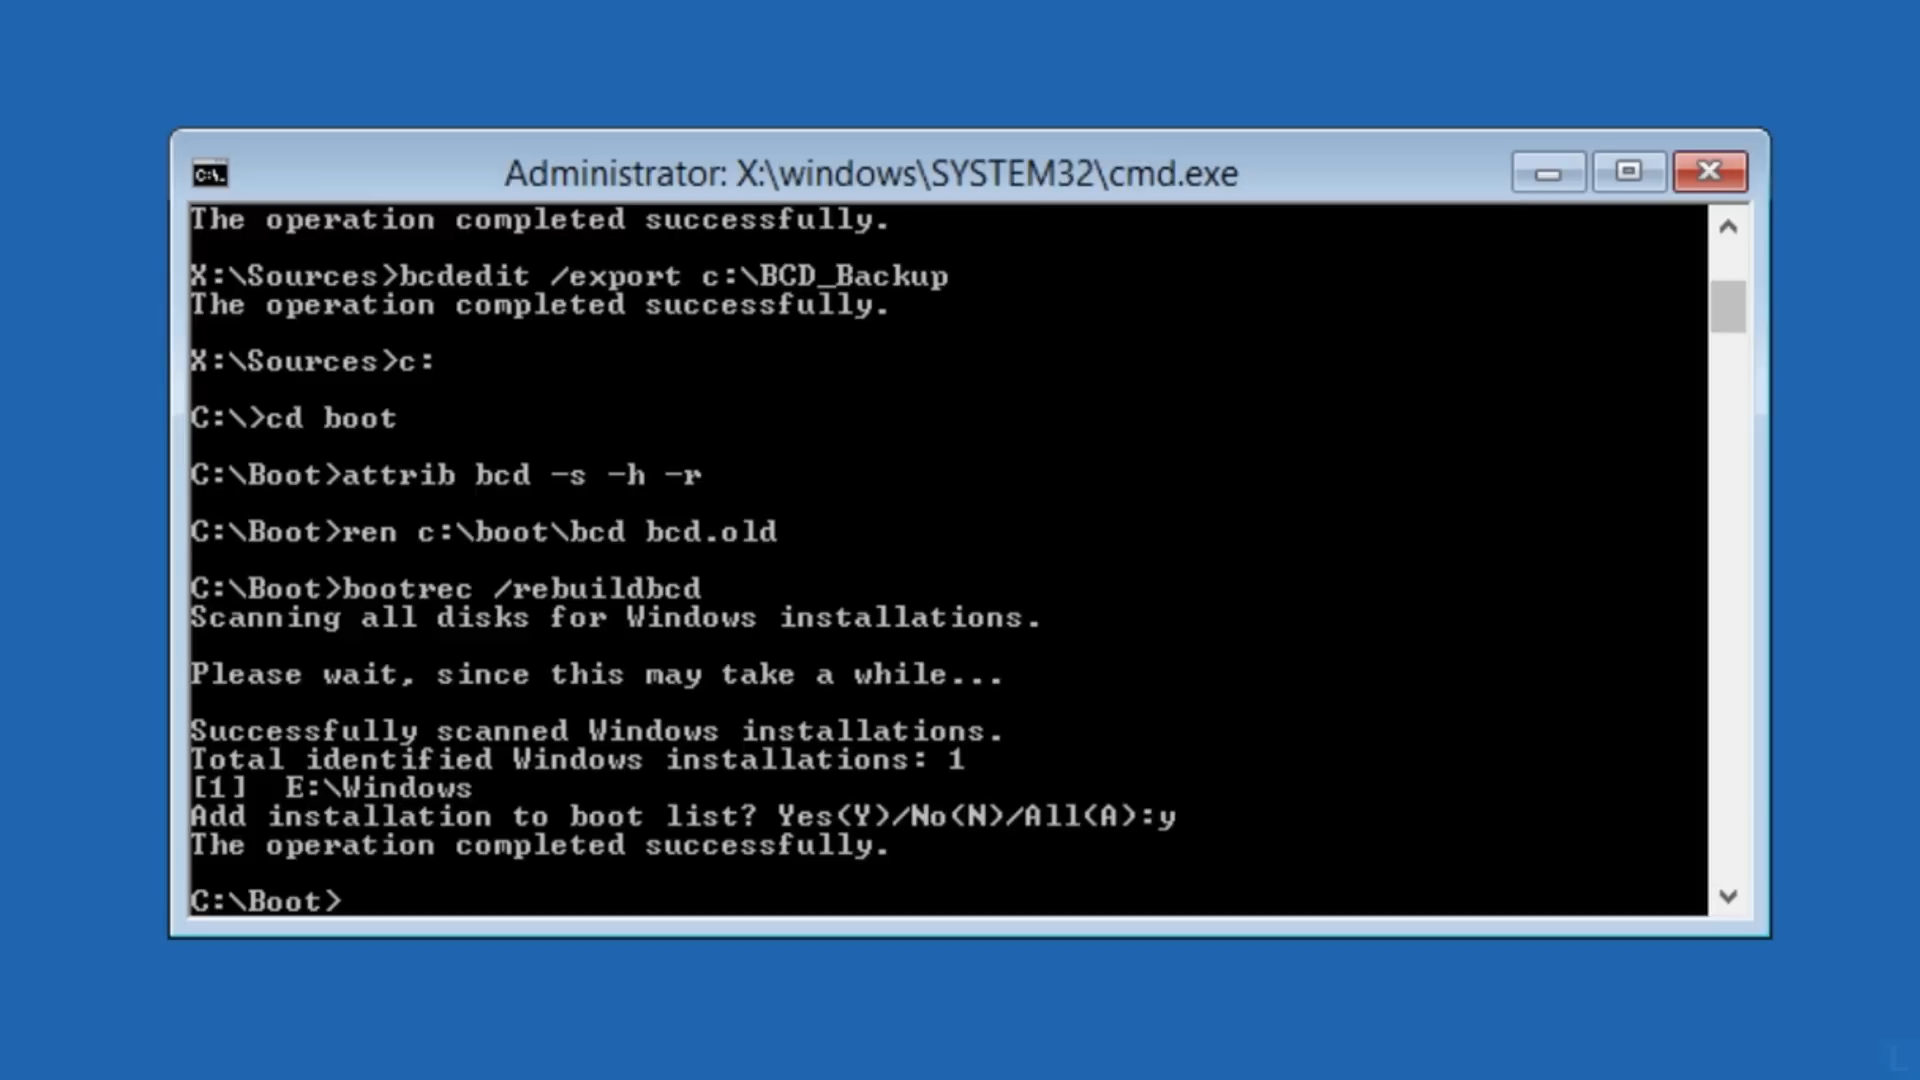 Administrator: X:\windows\SYSTEM32\cmd.exe
The operation completed successfully.
X:\Sources>bcdedit /export c:\BCD_Backup
The operation completed successfully.
X:\Sources>c:
C:\>cd boot
C:\Boot>attrib bcd -s -h -r
C:\Boot>ren c:\boot\bcd bcd.old
C:\Boot>bootrec /rebuildbcd
Scanning all disks for Windows installations.
Please wait, since this may take a while...
Successfully scanned Windows installations.
Total identified Windows installations: 1
[1]  E:\Windows
Add installation to boot list? Yes(Y)/No(N)/All(A):y
The operation completed successfully.
C:\Boot>